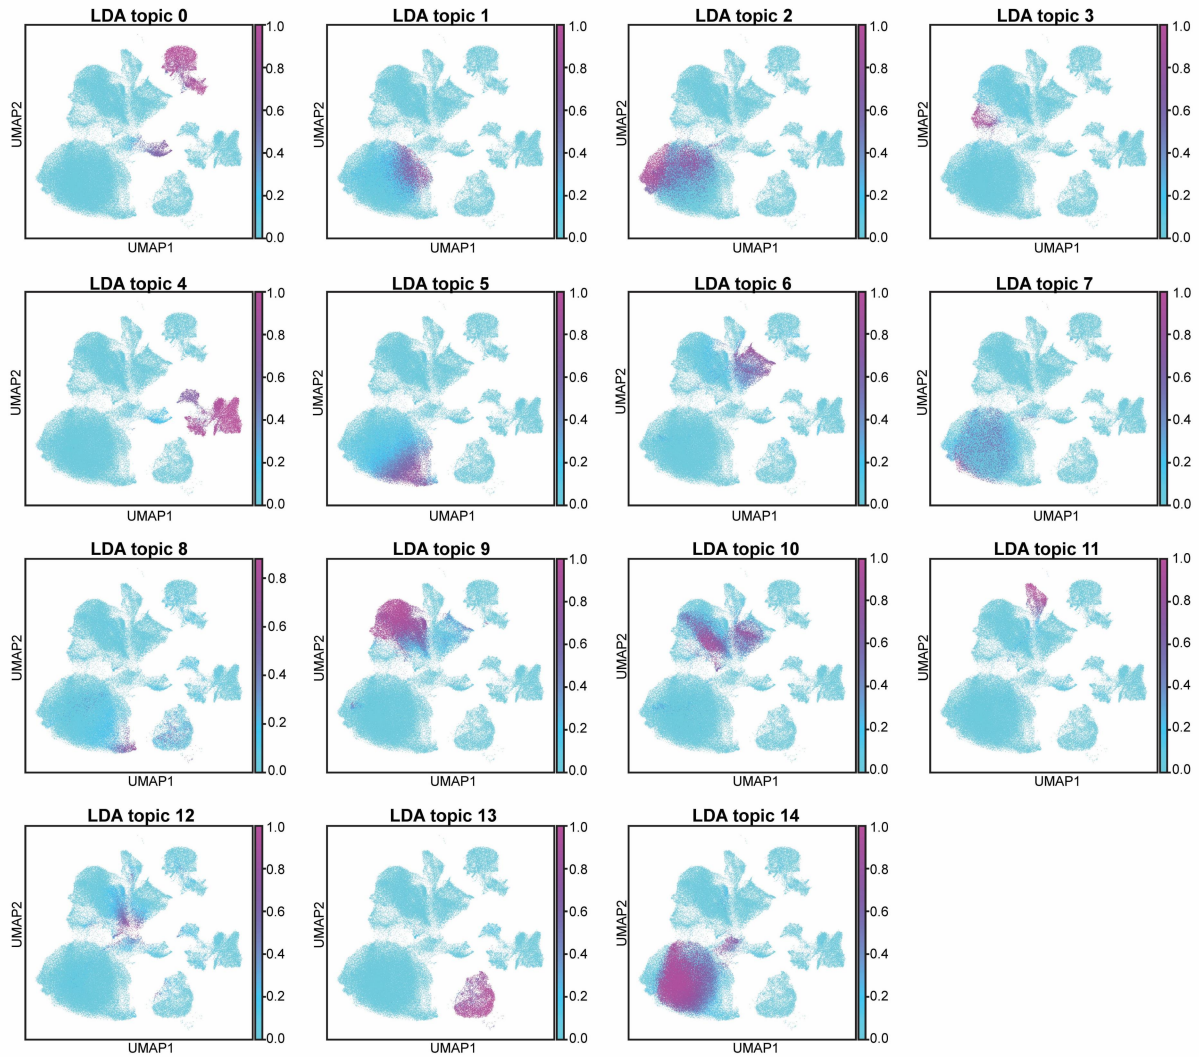 LDA topic 0
1.0
0.8
0.6
0.4
0.2
0.0
UMAP2
UMAP1
LDA topic 1
1.0
0.8
0.6
0.4
0.2
0.0
UMAP2
UMAP1
LDA topic 2
1.0
0.8
0.6
0.4
0.2
0.0
UMAP2
UMAP1
LDA topic 3
1.0
0.8
0.6
0.4
0.2
0.0
UMAP2
UMAP1
LDA topic 4
1.0
0.8
0.6
0.4
0.2
0.0
UMAP2
UMAP1
LDA topic 5
1.0
0.8
0.6
0.4
0.2
0.0
UMAP2
UMAP1
LDA topic 6
1.0
0.8
0.6
0.4
0.2
0.0
UMAP2
UMAP1
LDA topic 7
1.0
0.8
0.6
0.4
0.2
0.0
UMAP2
UMAP1
LDA topic 8
0.8
0.6
0.4
0.2
0.0
UMAP2
UMAP1
LDA topic 9
1.0
0.8
0.6
0.4
0.2
0.0
UMAP2
UMAP1
LDA topic 10
1.0
0.8
0.6
0.4
0.2
0.0
UMAP2
UMAP1
LDA topic 11
1.0
0.8
0.6
0.4
0.2
0.0
UMAP2
UMAP1
LDA topic 12
1.0
0.8
0.6
0.4
0.2
0.0
UMAP2
UMAP1
LDA topic 13
1.0
0.8
0.6
0.4
0.2
0.0
UMAP2
UMAP1
LDA topic 14
1.0
0.8
0.6
0.4
0.2
0.0
UMAP2
UMAP1